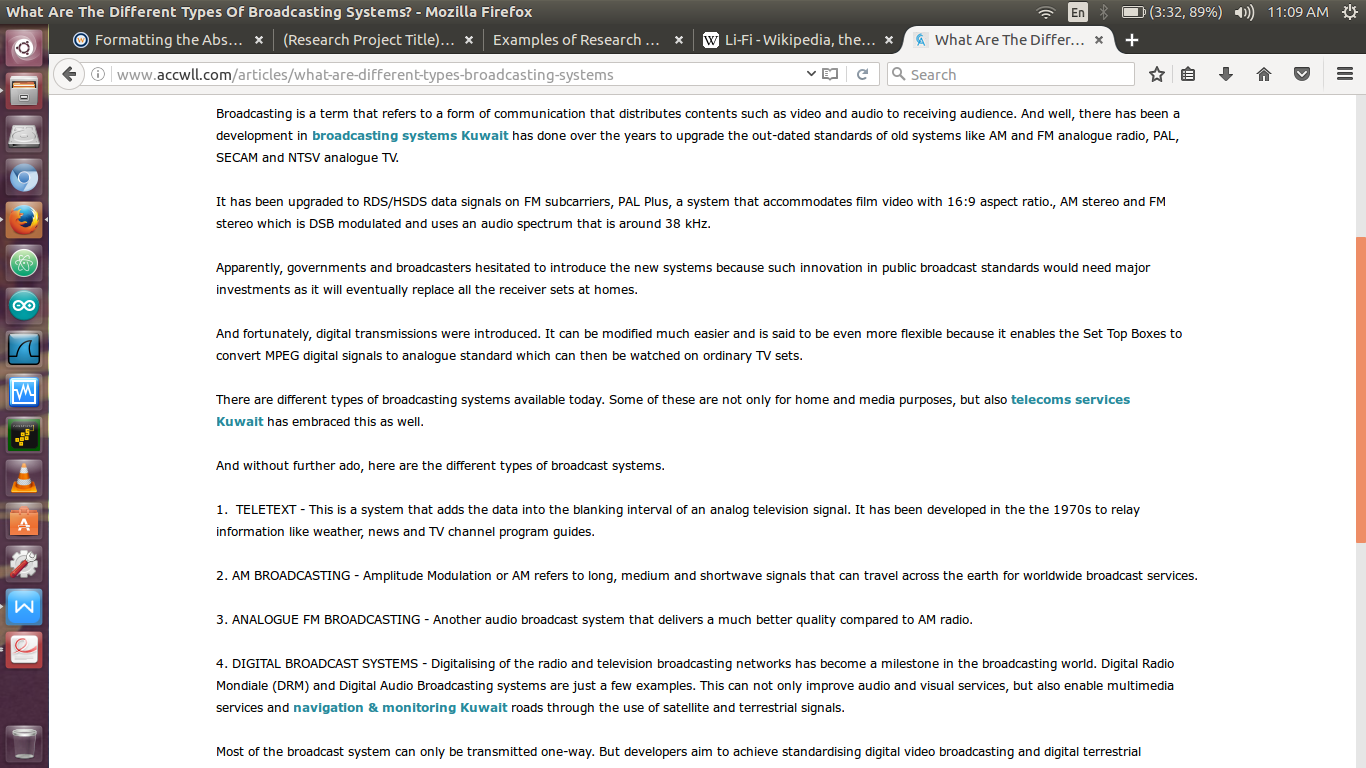 What Are The Different Types Of Broadcasting Systems? - Mozilla Firefox
En
(3:32, 89%)
11:09 AM
Formatting the Abs...
(Research Project Title)...
Examples of Research ...
Li-Fi - Wikipedia, the...
What Are The Differ...
www.accwll.com/articles/what-are-different-types-broadcasting-systems
Search
Broadcasting is a term that refers to a form of communication that distributes contents such as video and audio to receiving audience. And well, there has been a
development in broadcasting systems Kuwait has done over the years to upgrade the out-dated standards of old systems like AM and FM analogue radio, PAL,
SECAM and NTSV analogue TV.
It has been upgraded to RDS/HSDS data signals on FM subcarriers, PAL Plus, a system that accommodates film video with 16:9 aspect ratio., AM stereo and FM
stereo which is DSB modulated and uses an audio spectrum that is around 38 kHz.
Apparently, governments and broadcasters hesitated to introduce the new systems because such innovation in public broadcast standards would need major
investments as it will eventually replace all the receiver sets at homes.
And fortunately, digital transmissions were introduced. It can be modified much easier and is said to be even more flexible because it enables the Set Top Boxes to
convert MPEG digital signals to analogue standard which can then be watched on ordinary TV sets.
There are different types of broadcasting systems available today. Some of these are not only for home and media purposes, but also telecoms services
Kuwait has embraced this as well.
And without further ado, here are the different types of broadcast systems.
1.  TELETEXT - This is a system that adds the data into the blanking interval of an analog television signal. It has been developed in the the 1970s to relay
information like weather, news and TV channel program guides.
2. AM BROADCASTING - Amplitude Modulation or AM refers to long, medium and shortwave signals that can travel across the earth for worldwide broadcast services.
3. ANALOGUE FM BROADCASTING - Another audio broadcast system that delivers a much better quality compared to AM radio.
4. DIGITAL BROADCAST SYSTEMS - Digitalising of the radio and television broadcasting networks has become a milestone in the broadcasting world. Digital Radio
Mondiale (DRM) and Digital Audio Broadcasting systems are just a few examples. This can not only improve audio and visual services, but also enable multimedia
services and navigation & monitoring Kuwait roads through the use of satellite and terrestrial signals.
Most of the broadcast system can only be transmitted one-way. But developers aim to achieve standardising digital video broadcasting and digital terrestrial